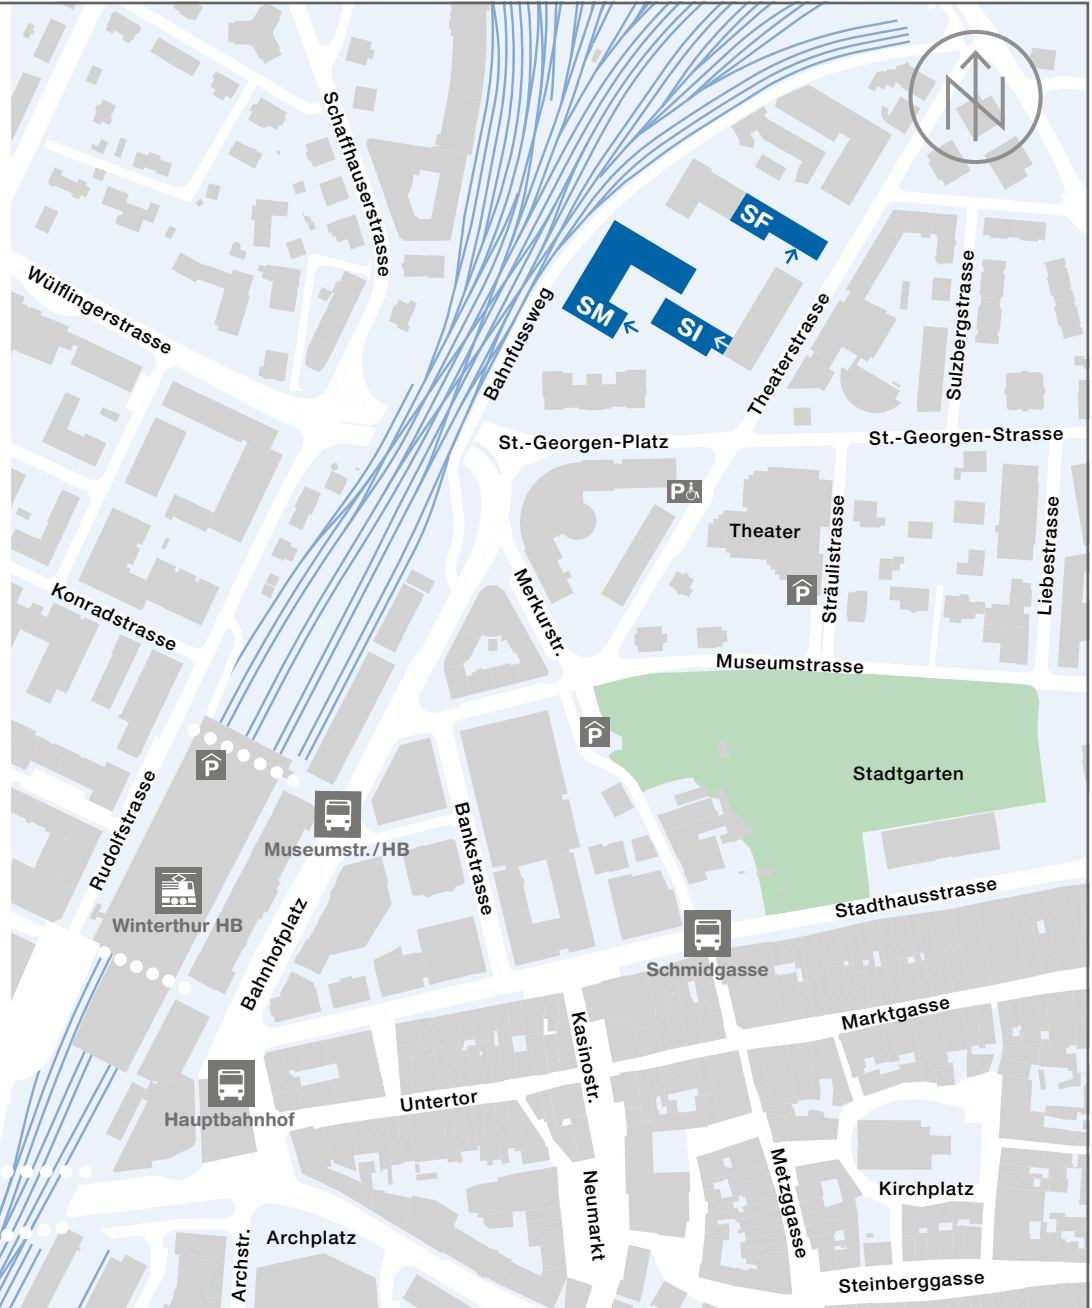 N
Schaffhauserstrasse
SF
Wülflingerstrasse
Bahnfussweg
SM
SI
Theaterstrasse
Sulzbergstrasse
St.-Georgen-Platz
St.-Georgen-Strasse
P
Theater
Sträulistrasse
Liebestrasse
P
Merkurstr.
Konradstrasse
Museumstrasse
P
P
Stadtgarten
Rudolfstrasse
Museumstr./HB
Bankstrasse
Winterthur HB
Stadthausstrasse
Bahnhofplatz
Schmidgasse
Marktgasse
Kasinostr.
Untertor
Hauptbahnhof
Neumarkt
Metzggasse
Kirchplatz
Archstr.
Archplatz
Steinberggasse